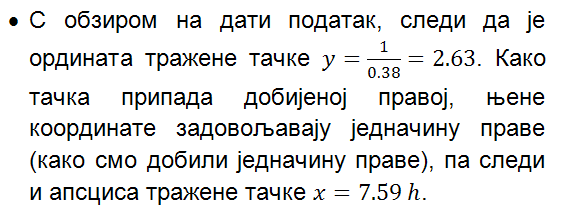 • С обзиром на дати податак, следи да је
ордината тражене тачке y = 1/0.38 = 2.63. Како
тачка припада добијеној правој, њене
координате задовољавају једначину праве
(како смо добили једначину праве), па следи
и апсциса тражене тачке x = 7.59 h.